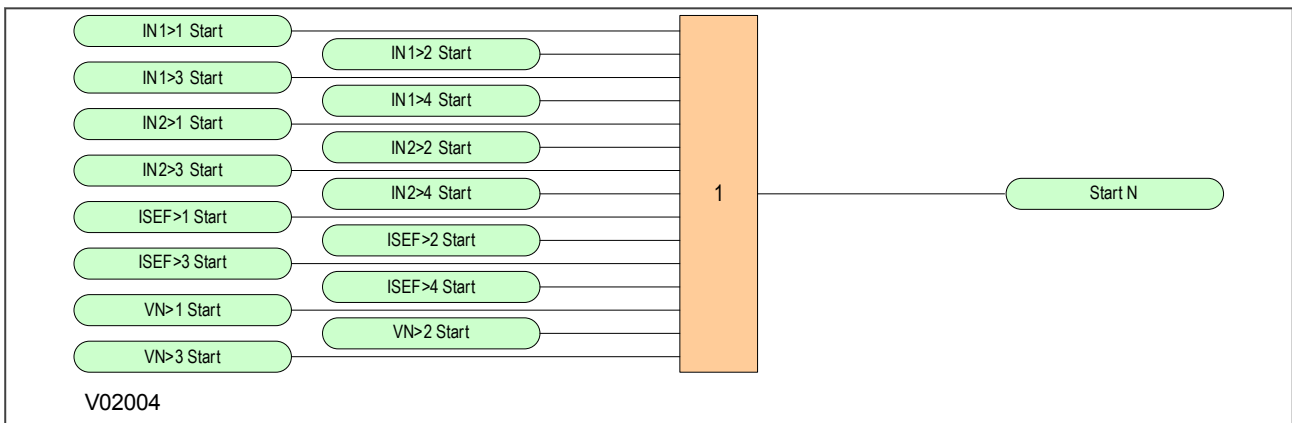 IN1>1 Start
IN1>2 Start
IN1>3 Start
IN1>4 Start
IN2>1 Start
IN2>2 Start
IN2>3 Start
IN2>4 Start
1
Start N
ISEF>1 Start
ISEF>2 Start
ISEF>3 Start
ISEF>4 Start
VN>1 Start
VN>2 Start
VN>3 Start
V02004